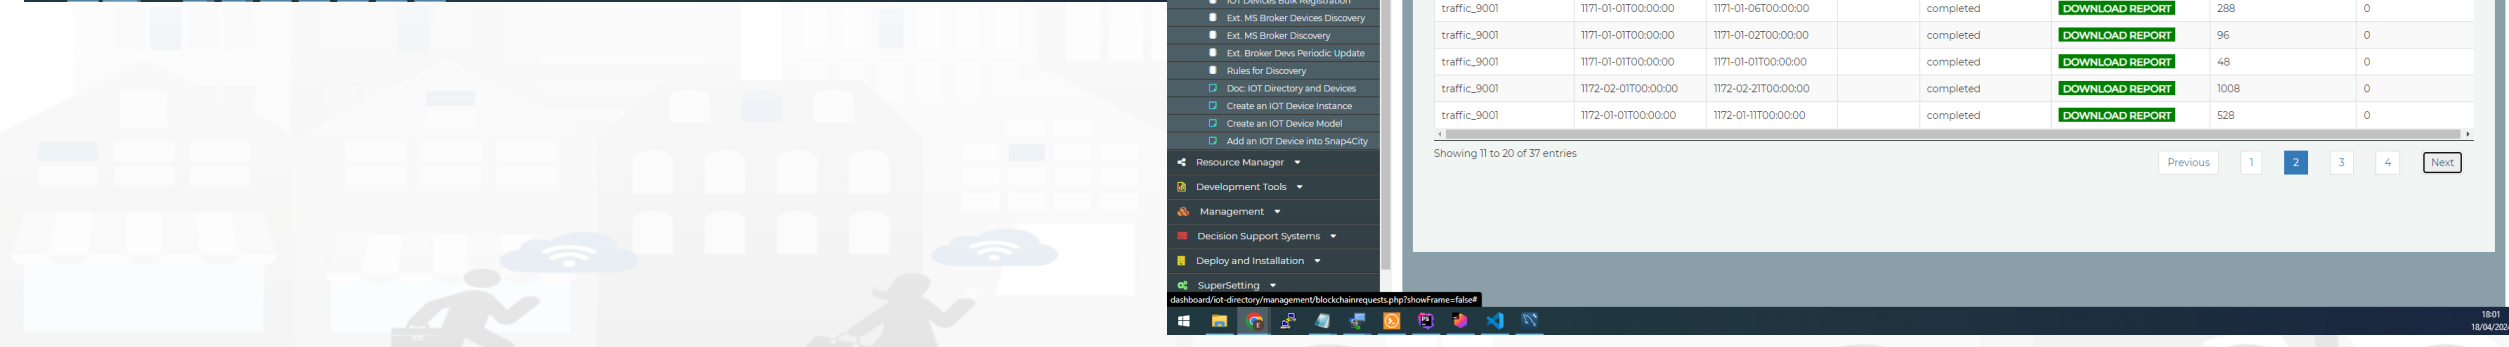 IOT Devices Bulk Registration
Ext. MS Broker Devices Discovery
Ext. MS Broker Discovery
Ext. Broker Devs Periodic Update
Rules for Discovery
Doc: IOT Directory and Devices
Create an IOT Device Instance
Create an IOT Device Model
Add an IOT Device into Snap4City
Resource Manager
Development Tools
Management
Decision Support Systems
Deploy and Installation
SuperSetting
dashboard/iot-directory/management/blockchainrequests.php?showFrame=false#
traffic_9001 1171-01-01T00:00:00 1171-01-06T00:00:00 completed DOWNLOAD REPORT 288 0
traffic_9001 1171-01-01T00:00:00 1171-01-02T00:00:00 completed DOWNLOAD REPORT 96 0
traffic_9001 1171-01-01T00:00:00 1171-01-01T00:00:00 completed DOWNLOAD REPORT 48 0
traffic_9001 1172-02-01T00:00:00 1172-02-21T00:00:00 completed DOWNLOAD REPORT 1008 0
traffic_9001 1172-01-01T00:00:00 1172-01-11T00:00:00 completed DOWNLOAD REPORT 528 0
Showing 11 to 20 of 37 entries
Previous 1 2 3 4 Next
18:01
18/04/202